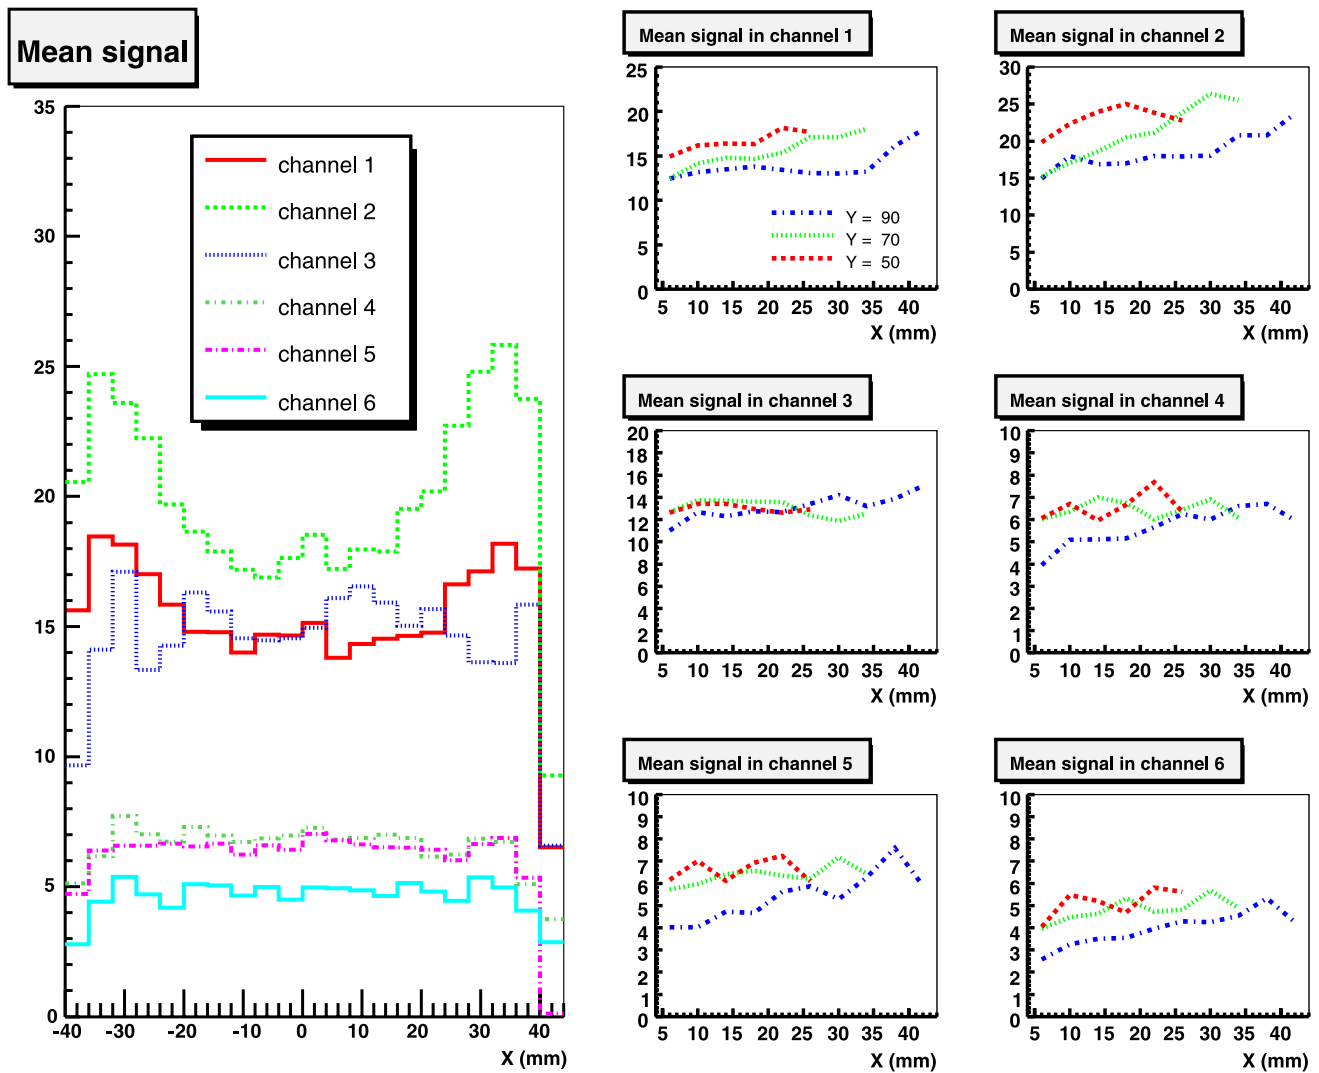 Mean signal
35
30
25
20
15
10
5
0
-40 -30 -20 -10 0 10 20 30 40
X (mm)
channel 1
channel 2
channel 3
channel 4
channel 5
channel 6
Mean signal in channel 1
25
20
15
10
5
0
5 10 15 20 25 30 35 40
X (mm)
Y = 90
Y = 70
Y = 50
Mean signal in channel 2
30
25
20
15
10
5
0
5 10 15 20 25 30 35 40
X (mm)
Mean signal in channel 3
20
18
16
14
12
10
8
6
4
2
0
5 10 15 20 25 30 35 40
X (mm)
Mean signal in channel 4
10
9
8
7
6
5
4
3
2
1
0
5 10 15 20 25 30 35 40
X (mm)
Mean signal in channel 5
10
9
8
7
6
5
4
3
2
1
0
5 10 15 20 25 30 35 40
X (mm)
Mean signal in channel 6
10
9
8
7
6
5
4
3
2
1
0
5 10 15 20 25 30 35 40
X (mm)